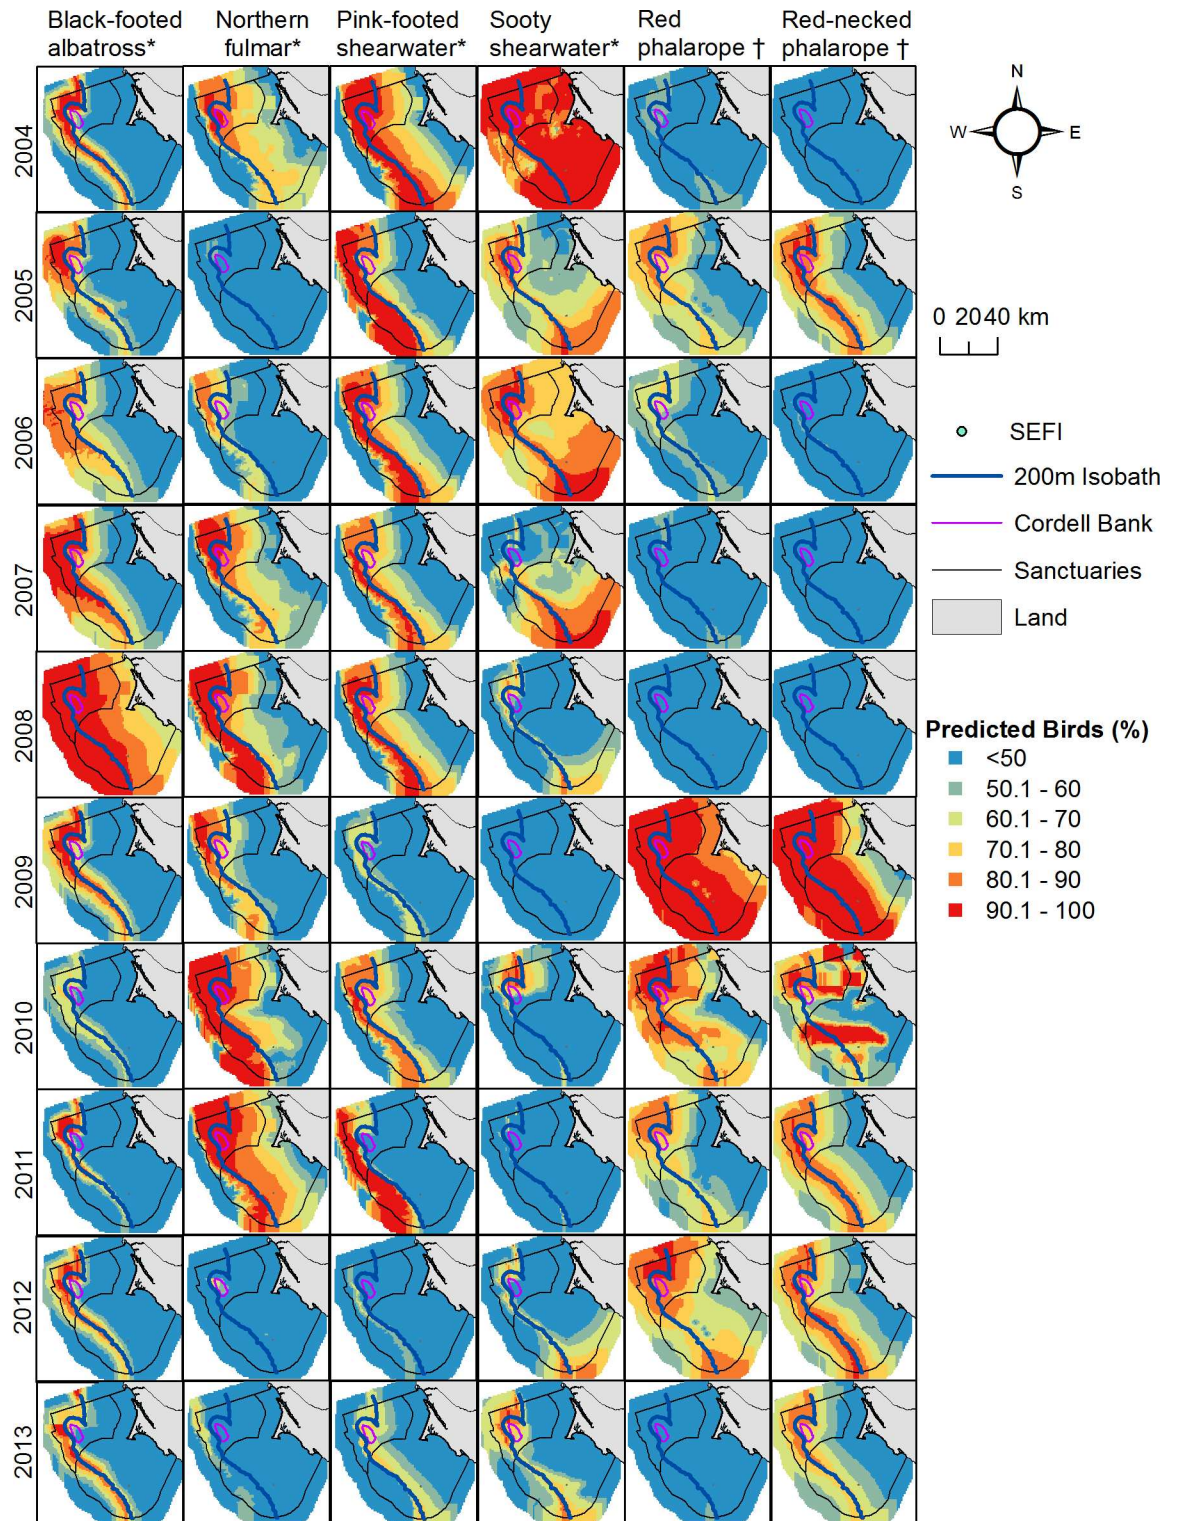 Black-footed albatross*
Northern fulmar*
Pink-footed shearwater*
Sooty shearwater*
Red phalarope †
Red-necked phalarope †
2004
2005
2006
2007
2008
2009
2010
2011
2012
2013
N
W
E
S
0 20 40 km
SEFI
200m Isobath
Cordell Bank
Sanctuaries
Land
Predicted Birds (%)
<50
50.1 - 60
60.1 - 70
70.1 - 80
80.1 - 90
90.1 - 100